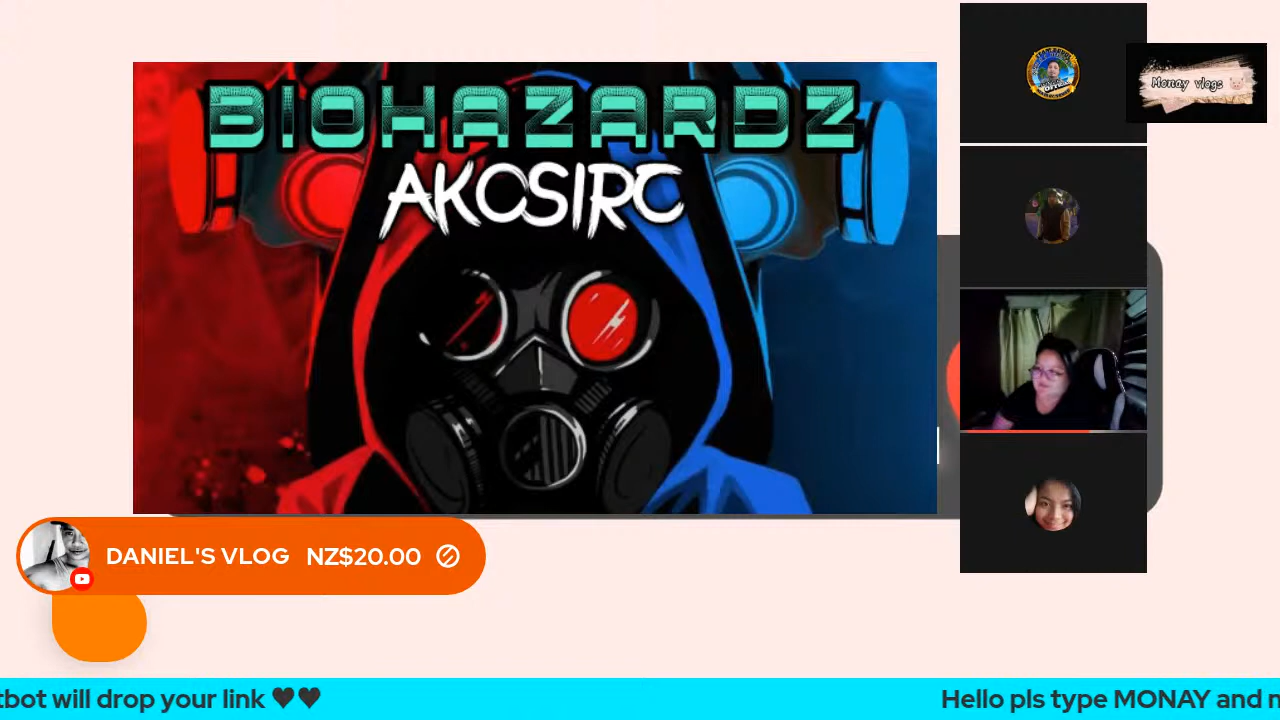 BIOHAZARDZ
AKOSIRC
Monay vlogs
DANIEL'S VLOG NZ$20.00
tbot will drop your link ♥♥
Hello pls type MONAY and n